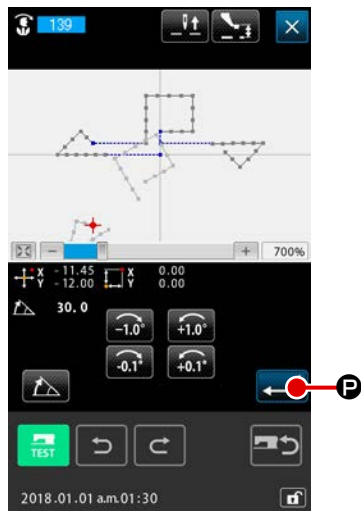 139
700%
X -11.45 X 0.00
Y -12.00 Y 0.00
30.0
-1.0° +1.0°
-0.1° +0.1°
P
TEST
2018.01.01 a.m.01:30